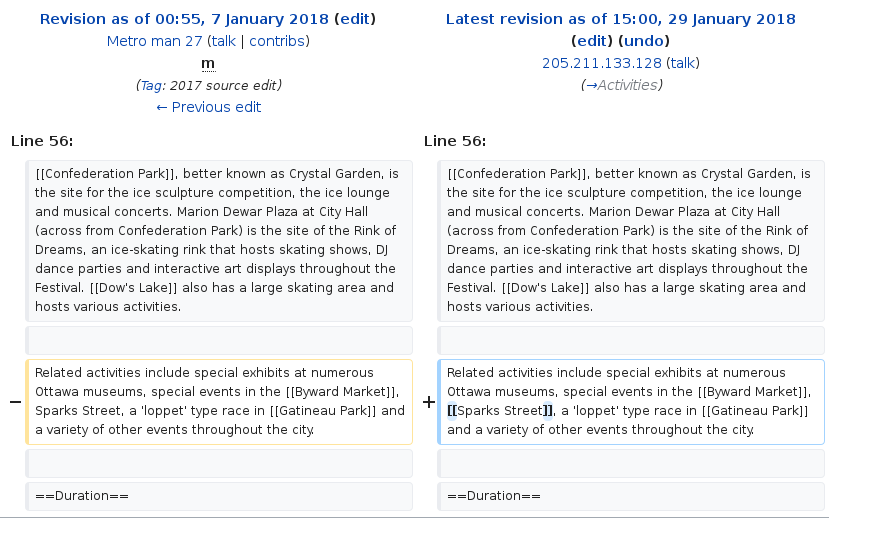 Revision as of 00:55, 7 January 2018 (edit)
Metro man 27 (talk | contribs)
m
(Tag: 2017 source edit)
← Previous edit
Latest revision as of 15:00, 29 January 2018
(edit) (undo)
205.211.133.128 (talk)
(→Activities)
Line 56:
Line 56:
[[Confederation Park]], better known as Crystal Garden, is
the site for the ice sculpture competition, the ice lounge
and musical concerts. Marion Dewar Plaza at City Hall
(across from Confederation Park) is the site of the Rink of
Dreams, an ice-skating rink that hosts skating shows, DJ
dance parties and interactive art displays throughout the
Festival. [[Dow's Lake]] also has a large skating area and
hosts various activities.
[[Confederation Park]], better known as Crystal Garden, is
the site for the ice sculpture competition, the ice lounge
and musical concerts. Marion Dewar Plaza at City Hall
(across from Confederation Park) is the site of the Rink of
Dreams, an ice-skating rink that hosts skating shows, DJ
dance parties and interactive art displays throughout the
Festival. [[Dow's Lake]] also has a large skating area and
hosts various activities.
−
Related activities include special exhibits at numerous
Ottawa museums, special events in the [[Byward Market]],
Sparks Street, a 'loppet' type race in [[Gatineau Park]] and
a variety of other events throughout the city.
+
Related activities include special exhibits at numerous
Ottawa museums, special events in the [[Byward Market]],
[[Sparks Street]], a 'loppet' type race in [[Gatineau Park]]
and a variety of other events throughout the city.
==Duration==
==Duration==